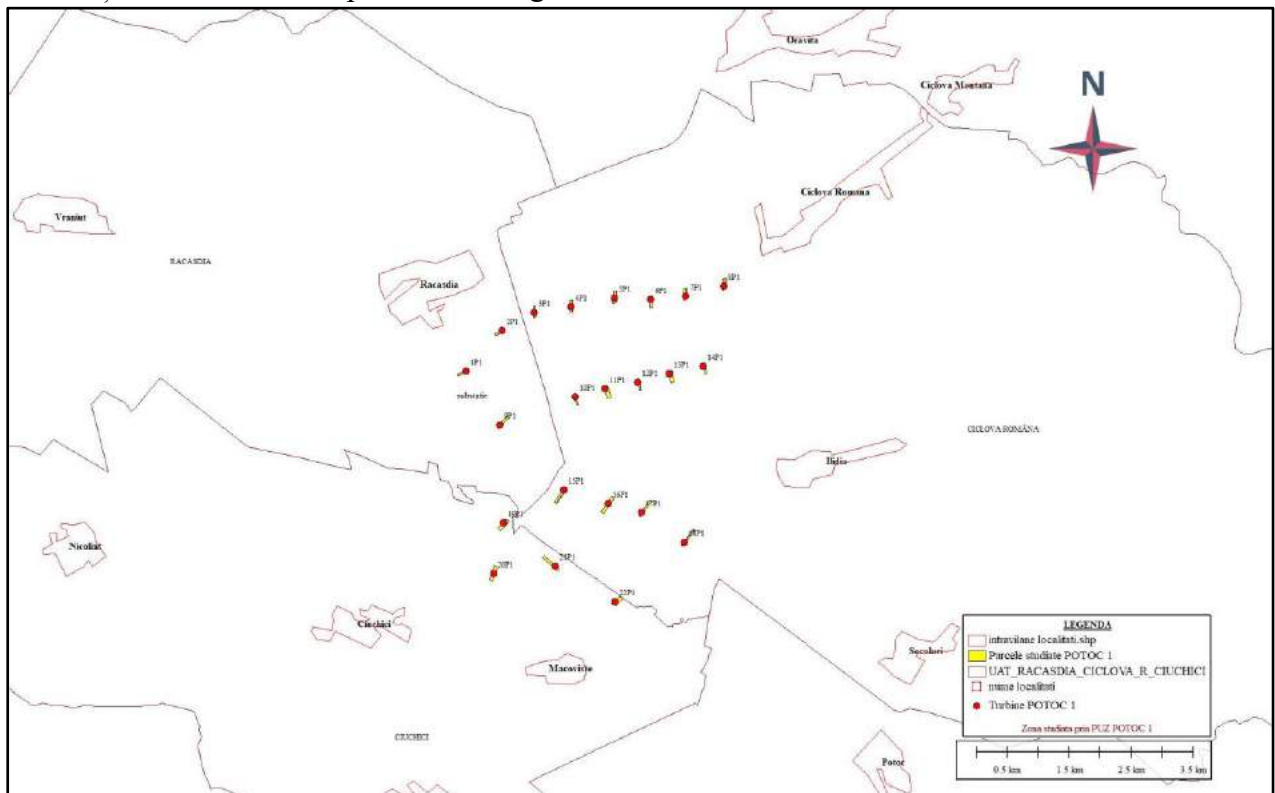 Oravita
Ciclova Montana
N
Ciclova Romana
Vraniut
RACASDIA
Racasdia
8P1
7P1
6P1
5P1
4P1
3P1
2P1
1P1
14P1
13P1
12P1
11P1
10P1
substatie
9P1
CICLOVA ROMÂNA
Ilidia
15P1
16P1
17P1
Nicolint
20P1
22P1
Ciuchici
Macoviste
Socolari
CIUCHICI
Potoc
LEGENDA
intravilane localitati.shp
Parcele studiate POTOC 1
UAT_RACASDIA_CICLOVA_R_CIUCHICI
nume localitati
Turbine POTOC 1
Zona studiata prin PUZ POTOC 1
0.5 km 1.5 km 2.5 km 3.5 km